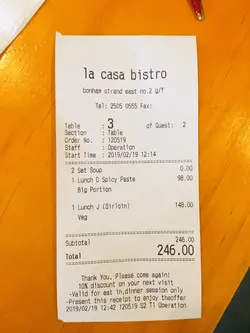 la casa bistro
bonham strand east no.2 g/f
Tel: 2505 0555 Fax:
Table : 3 of Guest: 2
Section : Table
Order No. : 120519
Staff : Operation
Start Time : 2019/02/19 12:14
2 Set Soup 0.00
1 Lunch D Spicy Paste 98.00
Big Portion
1 Lunch J (Sirloin) 148.00
Veg
Subtotal 246.00
Total 246.00
Thank You, Please come again!
10% discount on your next visit
-Valid for eat in,dinner session only
-Present this receipt to enjoy theoffer
2019/02/19 12:42 120519 S2 T1 Operation